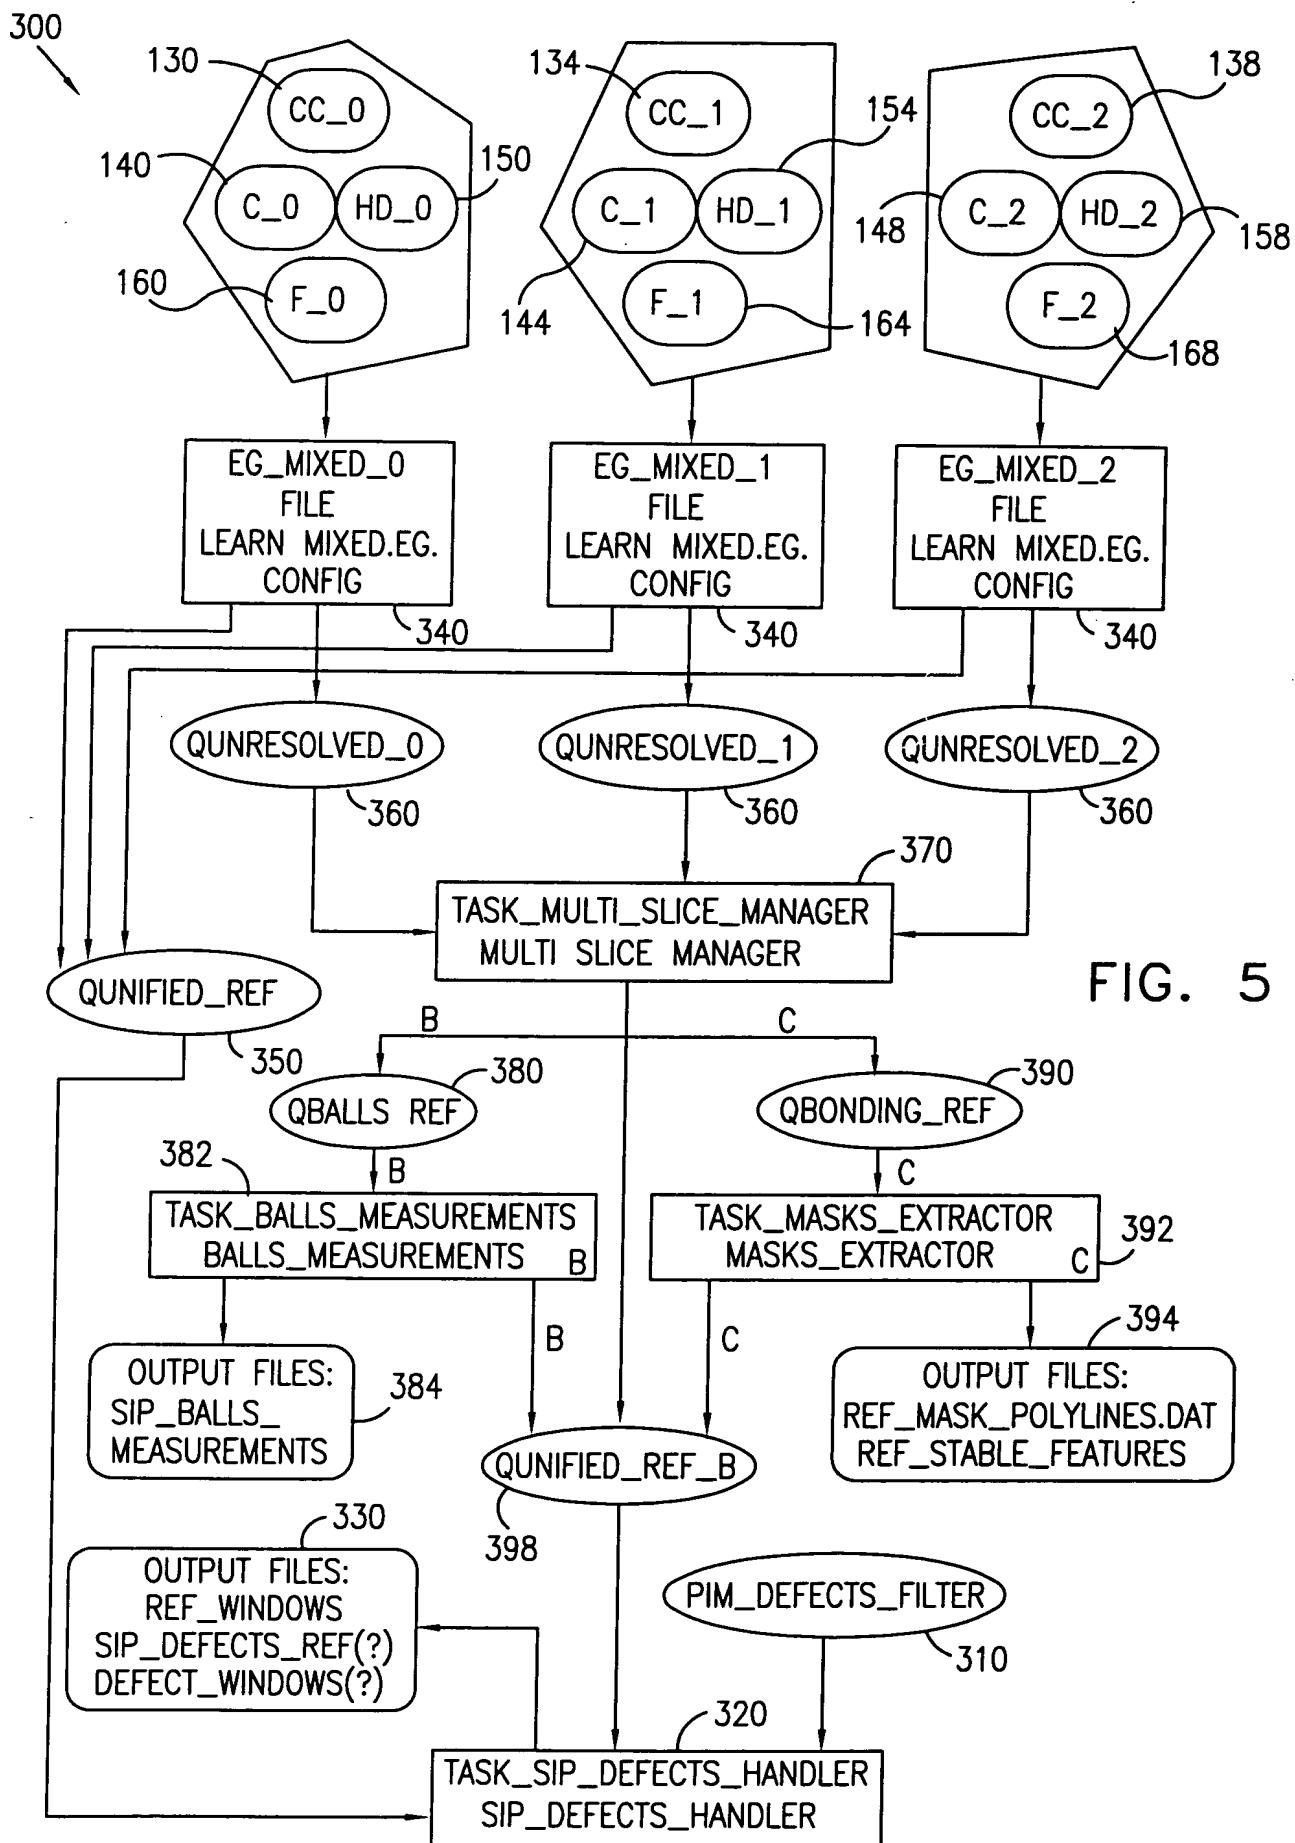 300
130
134
138
CC_0
CC_1
CC_2
154
140
150
C_0
HD_0
C_1
HD_1
C_2
HD_2
148
158
160
F_0
F_1
F_2
144
164
168
EG_MIXED_0
FILE
LEARN MIXED.EG.
CONFIG
EG_MIXED_1
FILE
LEARN MIXED.EG.
CONFIG
EG_MIXED_2
FILE
LEARN MIXED.EG.
CONFIG
340
340
340
QUNRESOLVED_0
QUNRESOLVED_1
QUNRESOLVED_2
360
360
360
370
TASK_MULTI_SLICE_MANAGER
MULTI SLICE MANAGER
QUNIFIED_REF
FIG. 5
B
C
350
380
390
QBALLS REF
QBONDING_REF
382
B
C
TASK_BALLS_MEASUREMENTS
BALLS_MEASUREMENTS
B
TASK_MASKS_EXTRACTOR
MASKS_EXTRACTOR
C
392
B
C
394
OUTPUT FILES:
SIP_BALLS_
MEASUREMENTS
384
OUTPUT FILES:
REF_MASK_POLYLINES.DAT
REF_STABLE_FEATURES
QUNIFIED_REF_B
398
330
OUTPUT FILES:
REF_WINDOWS
SIP_DEFECTS_REF(?)
DEFECT_WINDOWS(?)
PIM_DEFECTS_FILTER
310
320
TASK_SIP_DEFECTS_HANDLER
SIP_DEFECTS_HANDLER